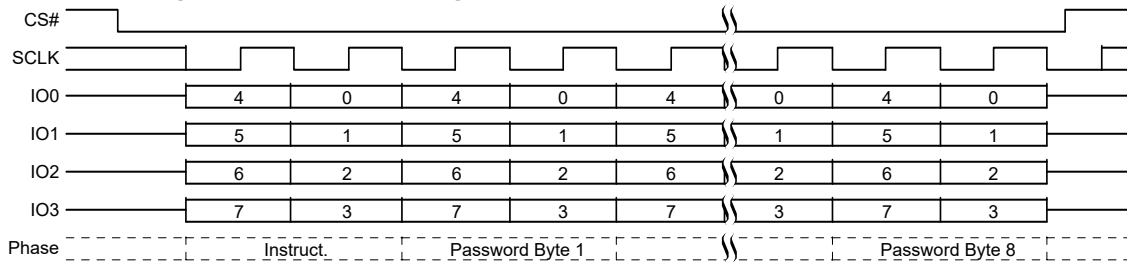 CS#
SCLK
IO0 4 0 4 0 4 0 4 0
IO1 5 1 5 1 5 1 5 1
IO2 6 2 6 2 6 2 6 2
IO3 7 3 7 3 7 3 7 3
Phase Instruct. Password Byte 1 Password Byte 8